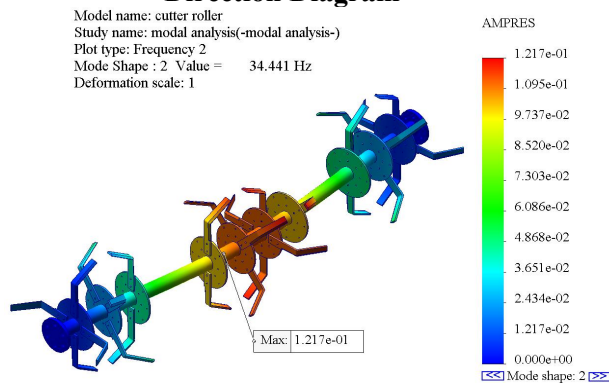 Direction Diagram
Model name: cutter roller
Study name: modal analysis(-modal analysis-)
Plot type: Frequency 2
Mode Shape : 2 Value = 34.441 Hz
Deformation scale: 1
AMPRES
1.217e-01
1.095e-01
9.737e-02
8.520e-02
7.303e-02
6.086e-02
4.868e-02
3.651e-02
2.434e-02
1.217e-02
0.000e+00
Max: 1.217e-01
<< Mode shape: 2 >>